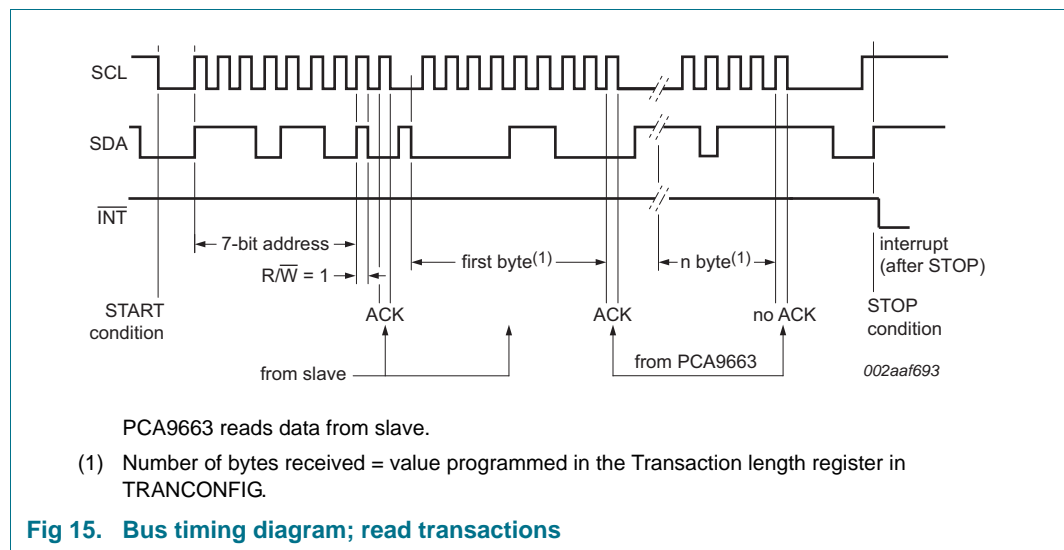 SCL
SDA
INT
7-bit address
R/W = 1
first byte(1)
n byte(1)
interrupt
(after STOP)
START
condition
ACK
ACK
no ACK
STOP
condition
from slave
from PCA9663
002aaf693
PCA9663 reads data from slave.
(1) Number of bytes received = value programmed in the Transaction length register in
TRANCONFIG.
Fig 15. Bus timing diagram; read transactions